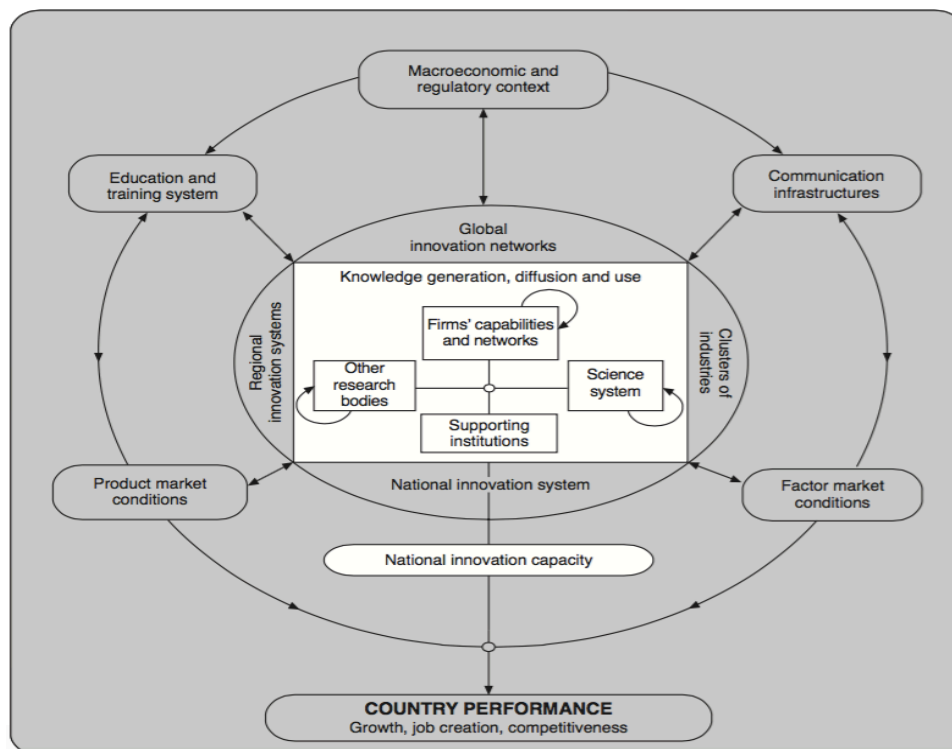 Macroeconomic and
regulatory context
Education and
training system
Communication
infrastructures
Global
innovation networks
Knowledge generation, diffusion and use
Firms' capabilities
and networks
Regional
innovation systems
Clusters of
industries
Other
research
bodies
Science
system
Supporting
institutions
Product market
conditions
National innovation system
Factor market
conditions
National innovation capacity
COUNTRY PERFORMANCE
Growth, job creation, competitiveness